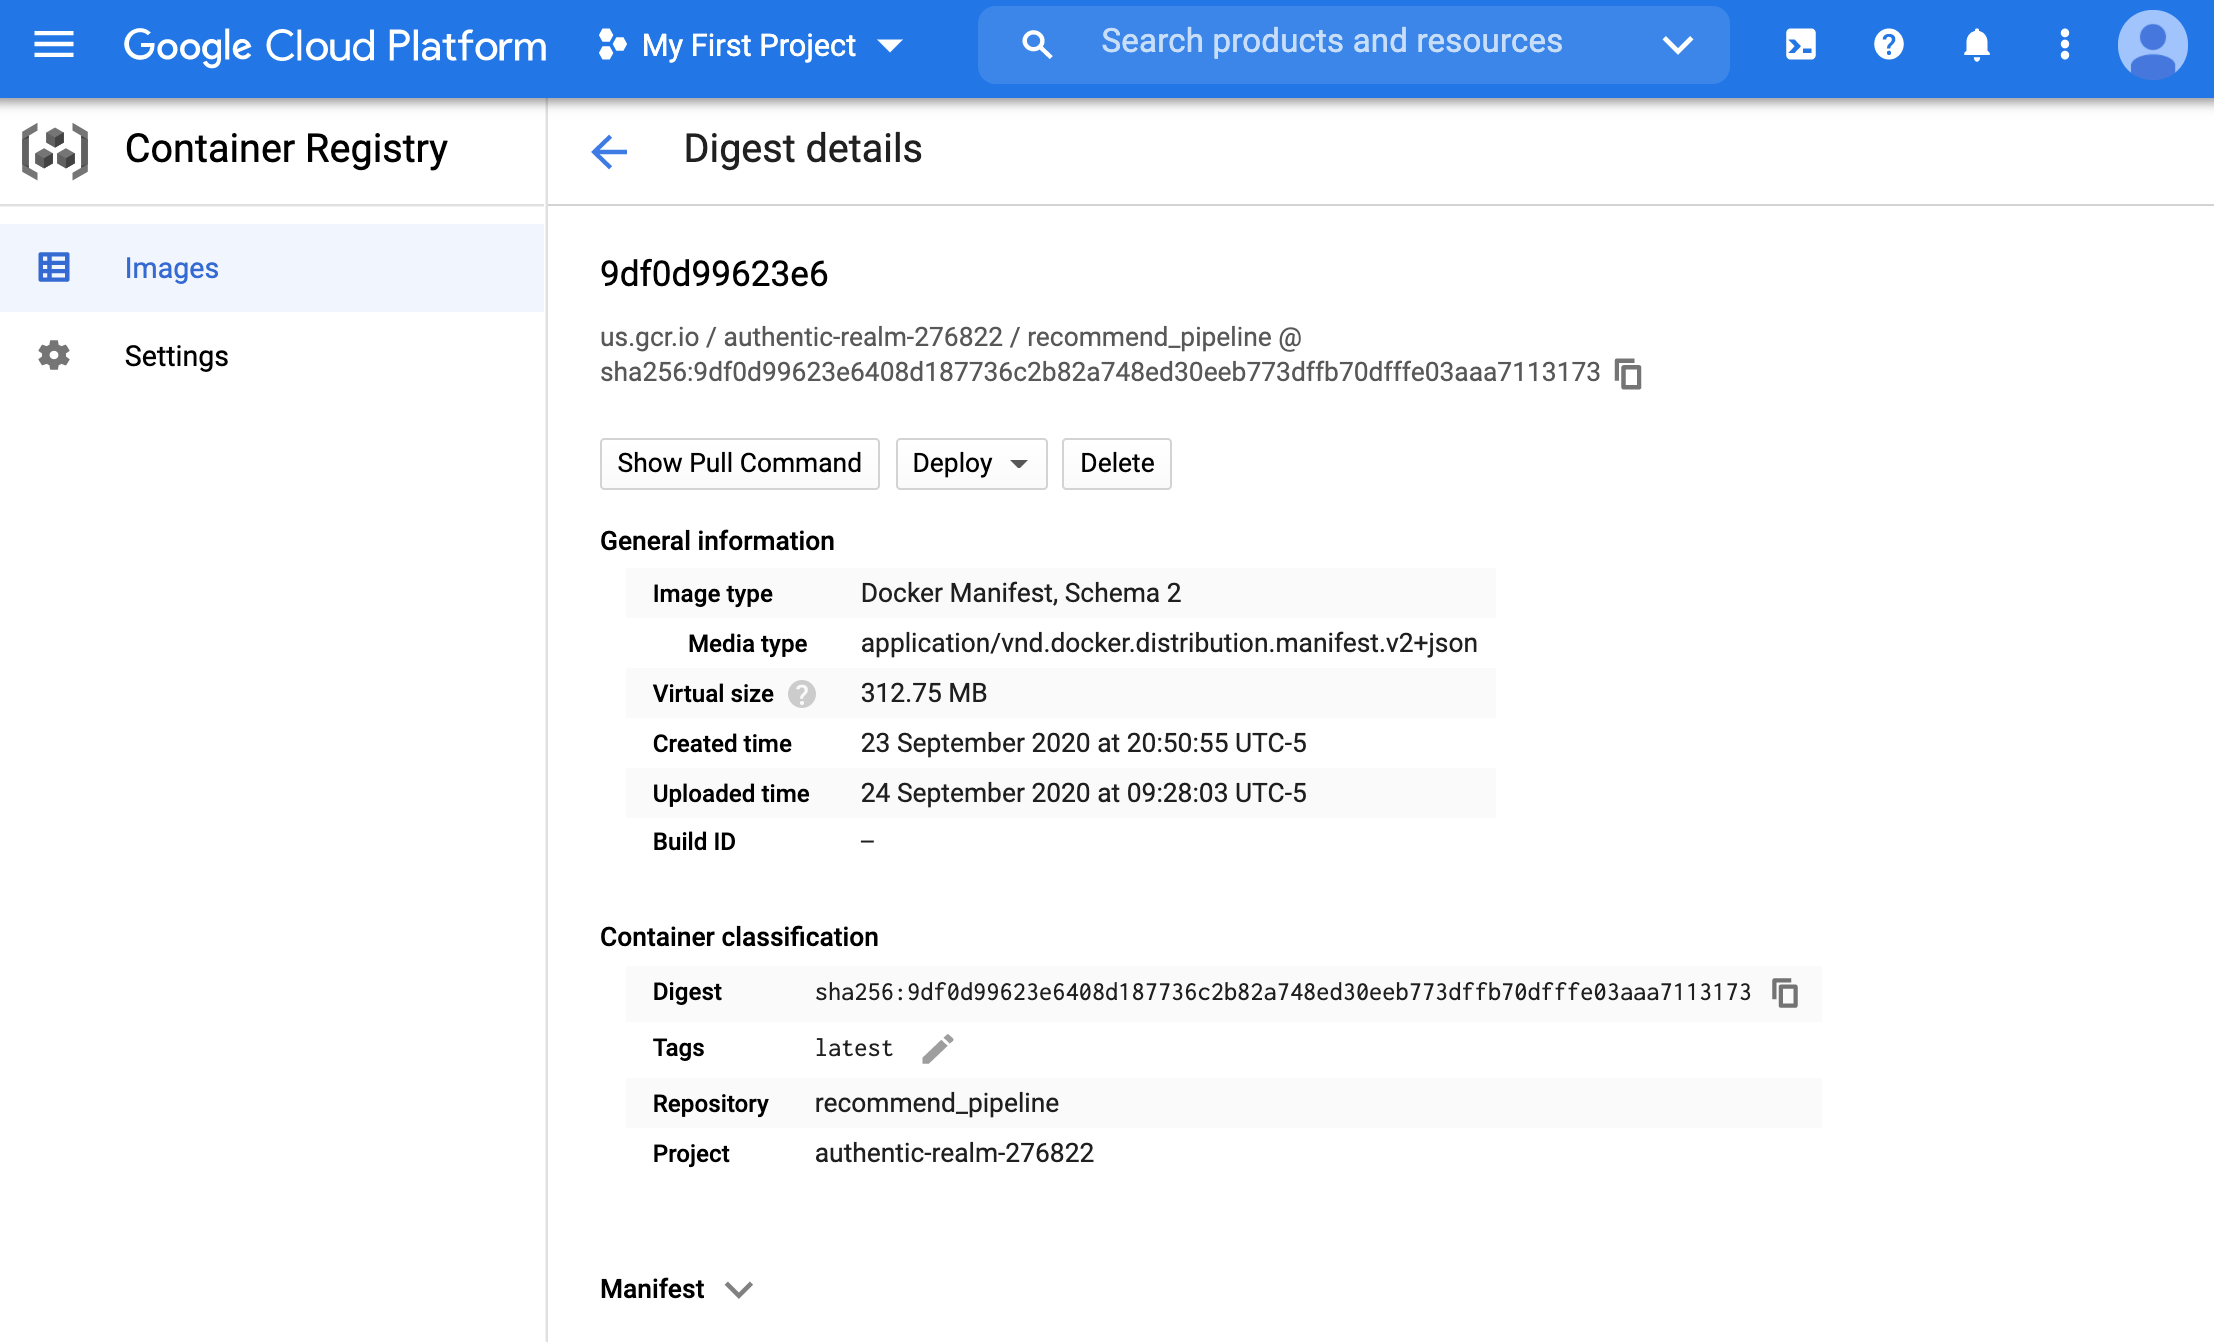 Google Cloud Platform
My First Project
Search products and resources
Container Registry
Digest details
Images
Settings
9df0d99623e6
us.gcr.io / authentic-realm-276822 / recommend_pipeline @
sha256:9df0d99623e6408d187736c2b82a748ed30eeb773dffb70dfffe03aaa7113173
Show Pull Command
Deploy
Delete
General information
Image type Docker Manifest, Schema 2
Media type application/vnd.docker.distribution.manifest.v2+json
Virtual size ? 312.75 MB
Created time 23 September 2020 at 20:50:55 UTC-5
Uploaded time 24 September 2020 at 09:28:03 UTC-5
Build ID –
Container classification
Digest sha256:9df0d99623e6408d187736c2b82a748ed30eeb773dffb70dfffe03aaa7113173
Tags latest
Repository recommend_pipeline
Project authentic-realm-276822
Manifest